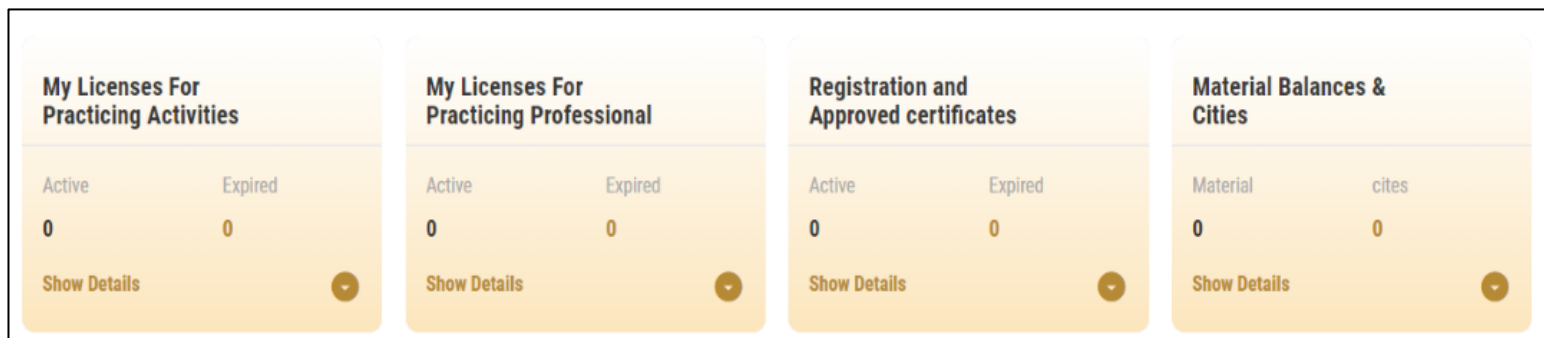 My Licenses For
Practicing Activities
Active Expired
0 0
Show Details
My Licenses For
Practicing Professional
Active Expired
0 0
Show Details
Registration and
Approved certificates
Active Expired
0 0
Show Details
Material Balances &
Cities
Material cites
0 0
Show Details